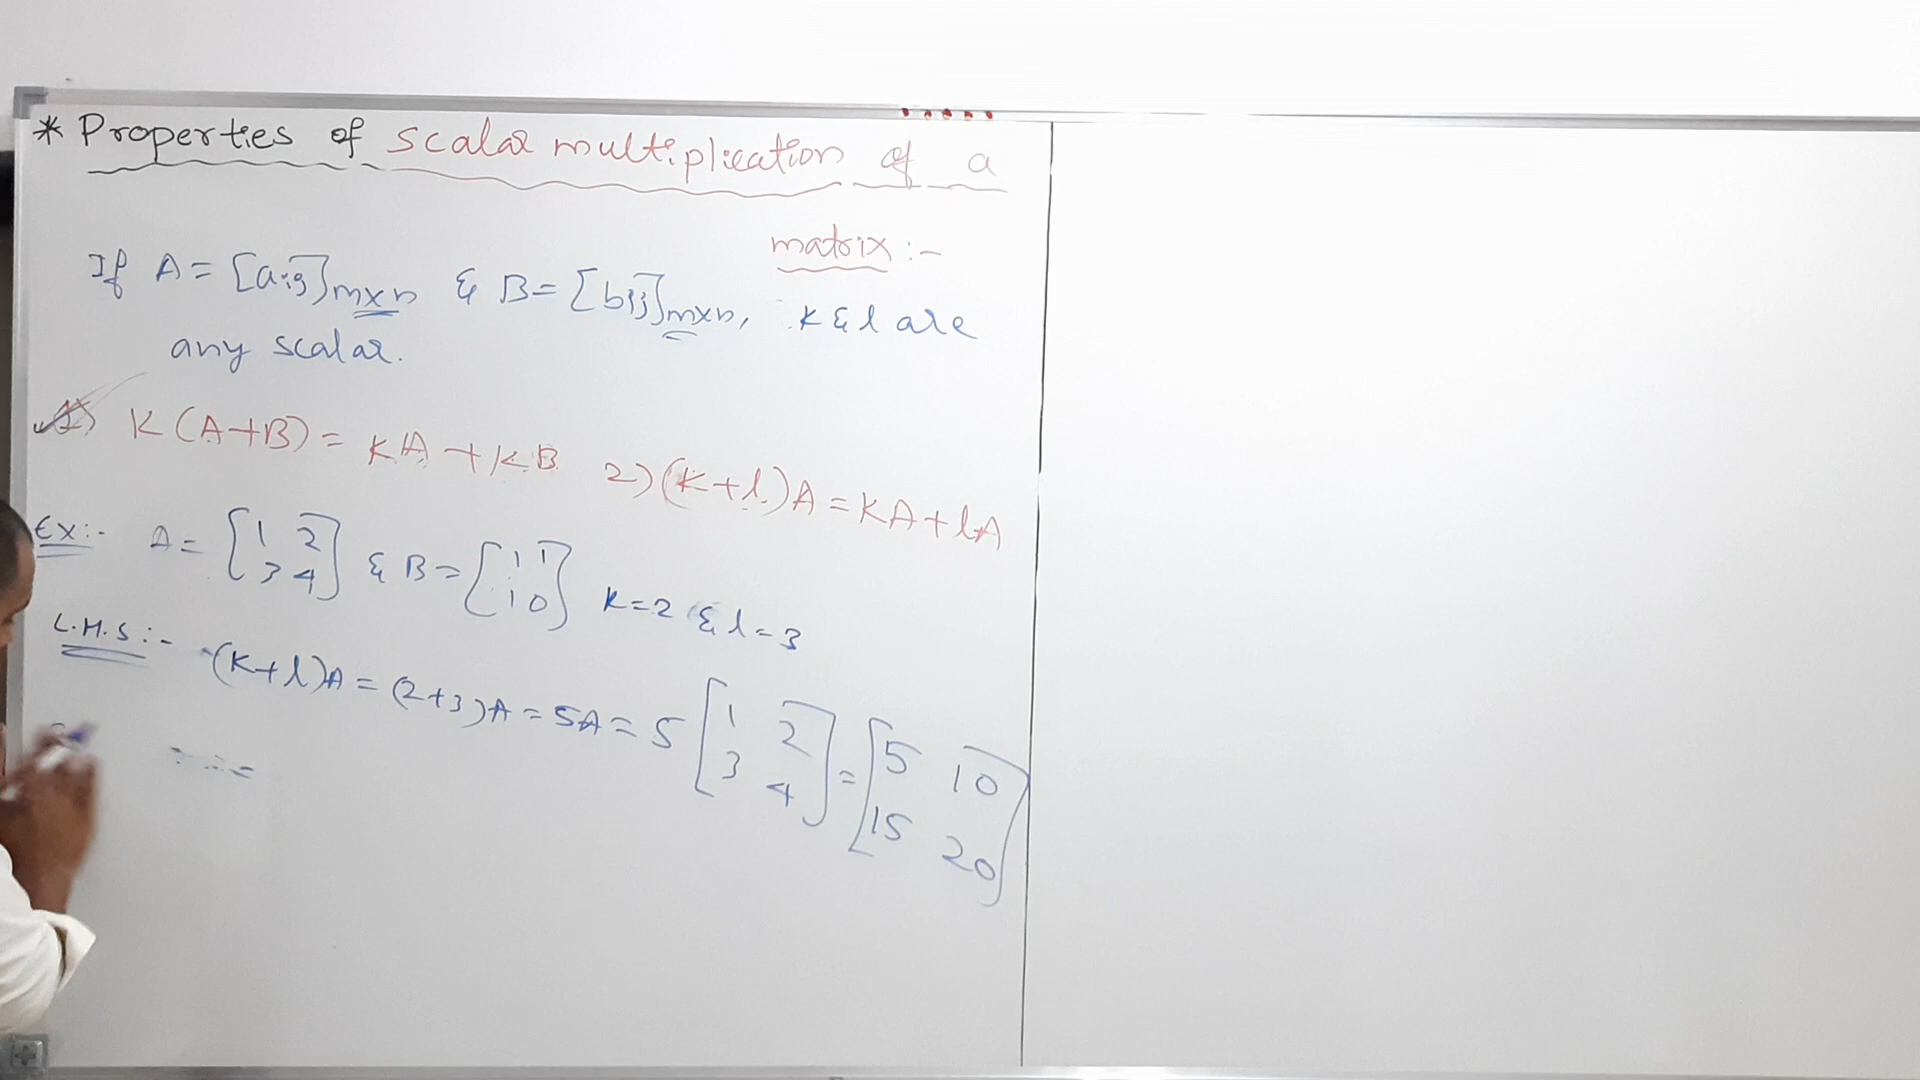 * Properties of scalar multiplication of a
matrix :-
If A = [aij]m×n & B = [bij]m×n, K & l are
any scalar.
1) K(A+B) = KA + KB 2) (K+l)A = KA + lA
Ex:- A = [1 2 3 4] & B = [1 1 1 0] K=2 & l=3
L.H.S:- (K+l)A = (2+3)A = 5A = 5 [1 2 3 4] = [5 10 15 20]